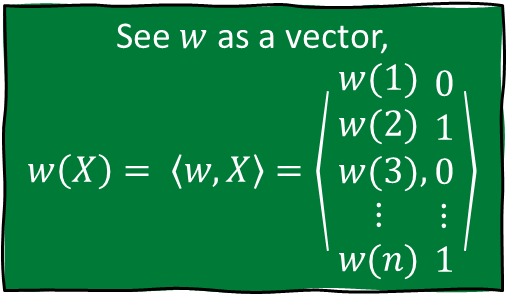 See w as a vector,
w(1) 0
w(2) 1
w(X) = ⟨w, X⟩ = ⟨w(3), 0⟩
⋮ ⋮
w(n) 1